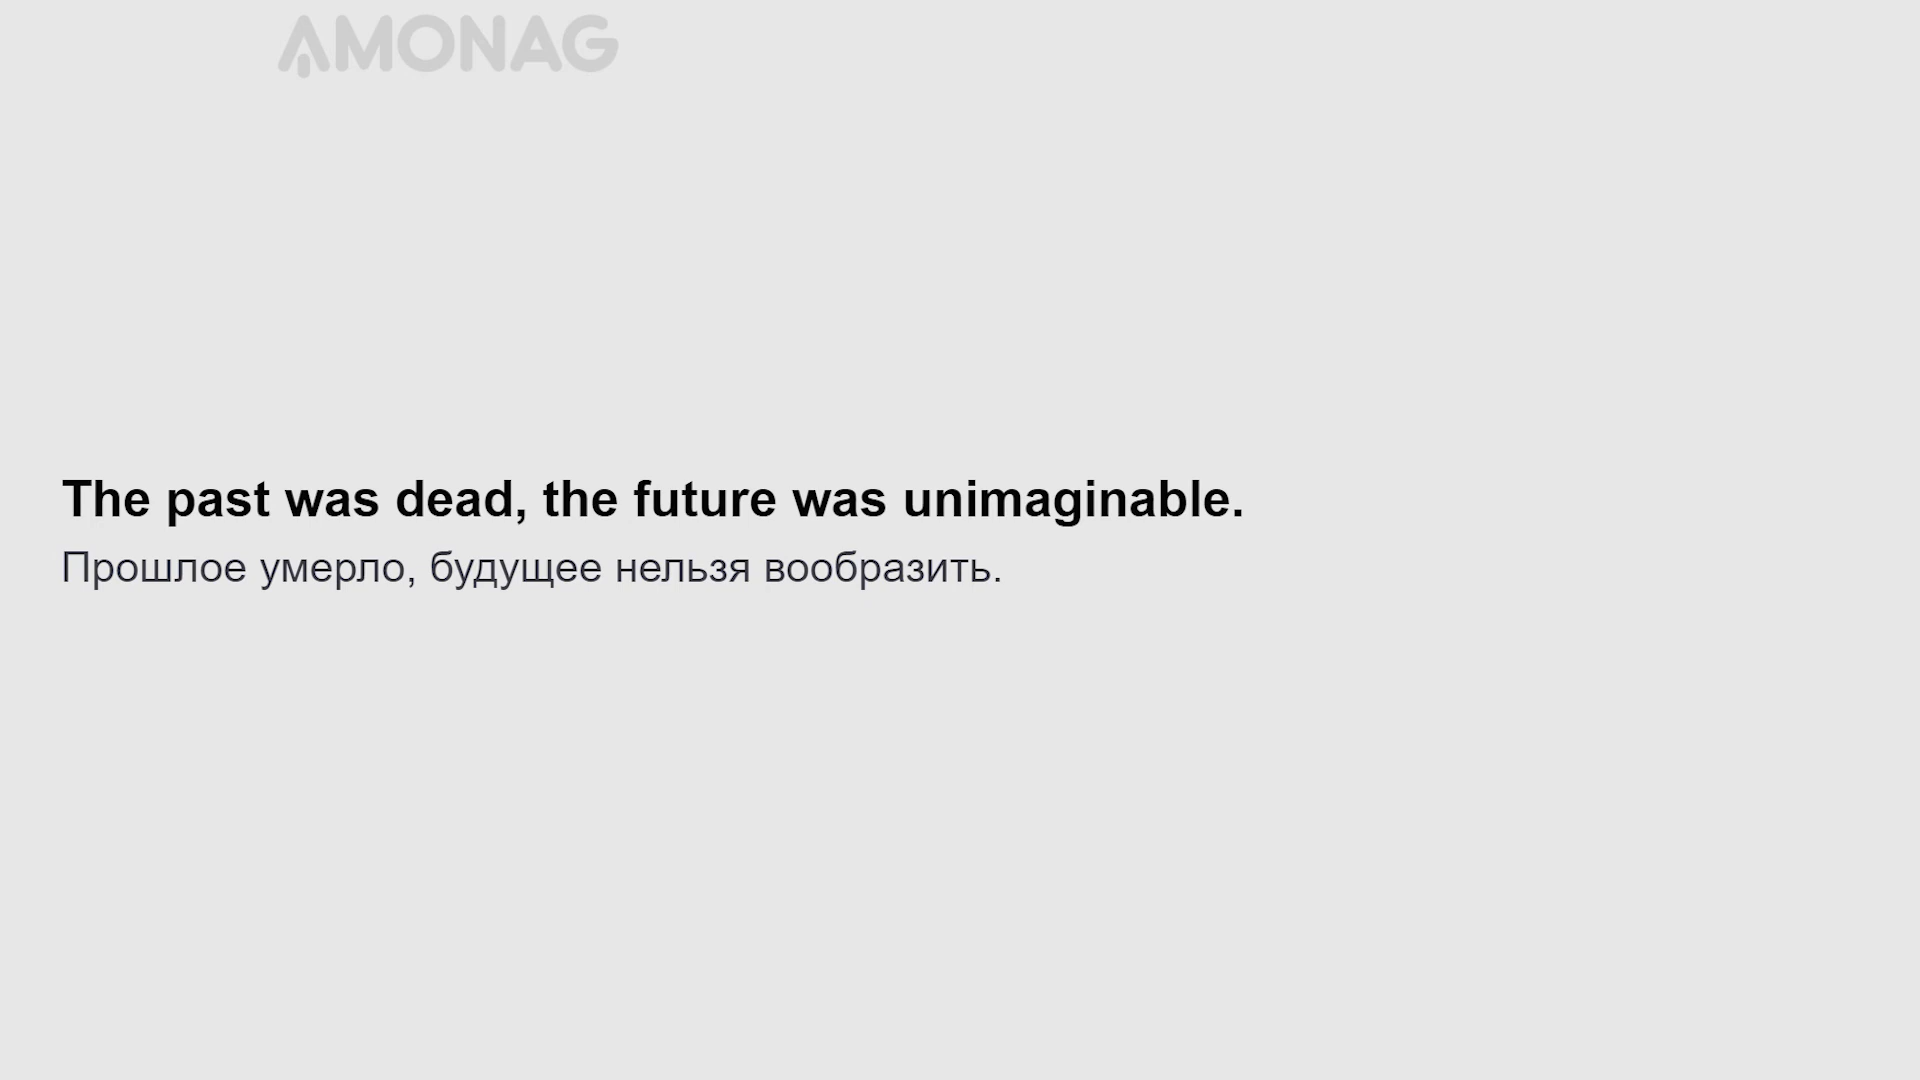 AMONAG
The past was dead, the future was unimaginable.
Прошлое умерло, будущее нельзя вообразить.